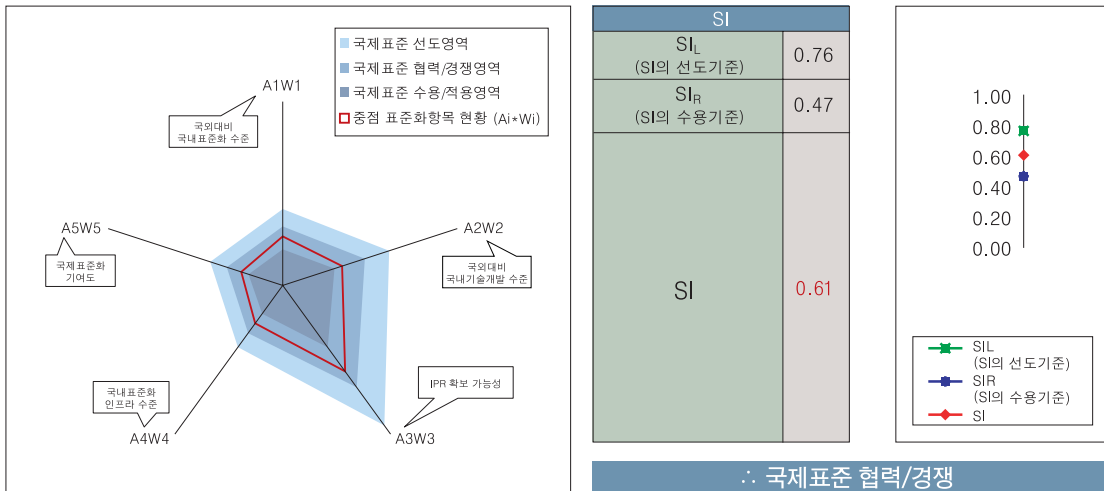 국제표준 선도영역
국제표준 협력/경쟁영역
국제표준 수용/적용영역
중점 표준화항목 현황 (Ai*Wi)
A1W1
국외대비
국내표준화 수준
A5W5
국제표준화
기여도
A2W2
국외대비
국내기술개발 수준
국내표준화
인프라 수준
A4W4
IPR 확보 가능성
A3W3
SI
SIL
(SI의 선도기준)
0.76
SIR
(SI의 수용기준)
0.47
SI
0.61
1.00
0.80
0.60
0.40
0.20
0.00
SIL
(SI의 선도기준)
SIR
(SI의 수용기준)
SI
∴ 국제표준 협력/경쟁